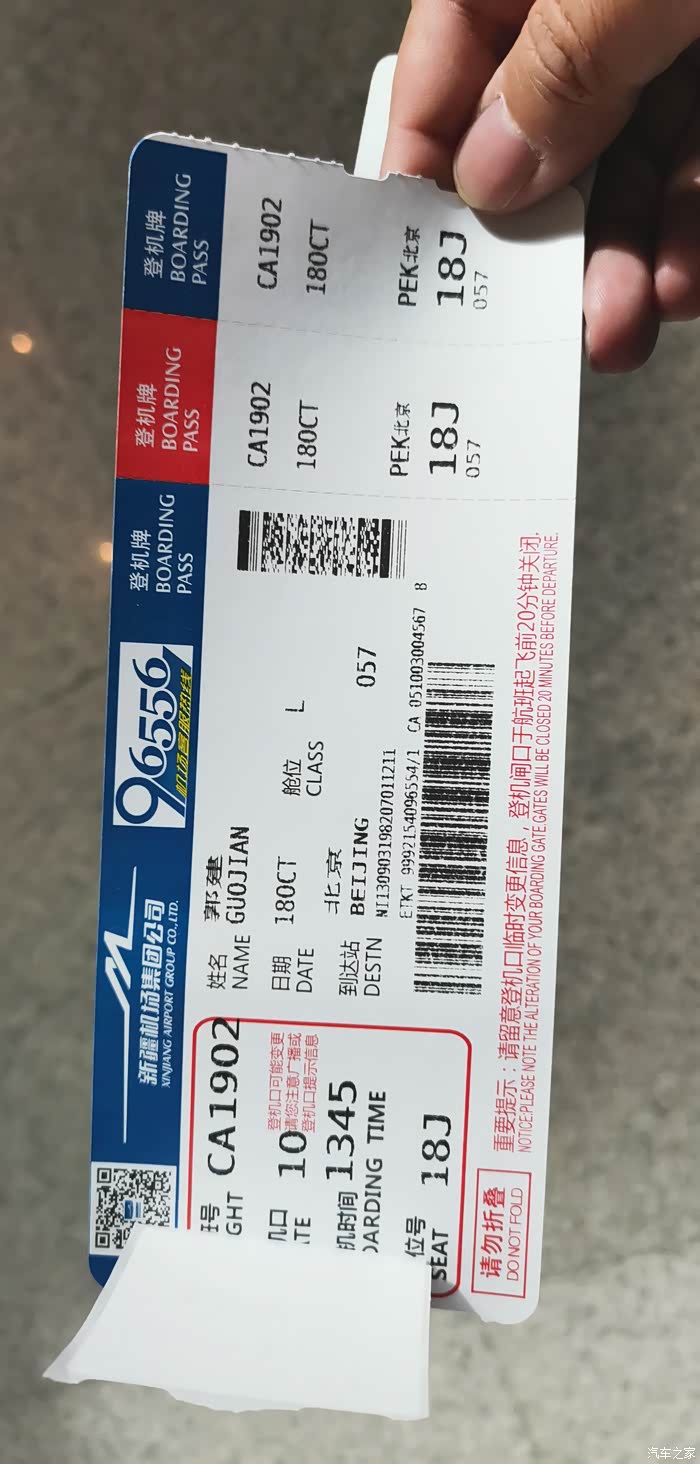 新疆机场集团公司
XINJIANG AIRPORT GROUP CO.,LTD.
96556
机场客服热线
登机牌
BOARDING
PASS
登机牌
BOARDING
PASS
登机牌
BOARDING
PASS
号 CA1902
GHT
机口 10
TE
登机口可能变更
请您注意广播或
登机口提示信息
机时间 1345
OARDING TIME
位号 18J
SEAT
姓名 郭建
NAME GUOJIAN
日期 舱位
DATE 18OCT CLASS L
到达站 北京
DESTN BEIJING 057
NI130903198207011211
ETKT 9992154096554/1 CA 051003004567 B
CA1902
18OCT
PEK北京
18J
057
CA1902
18OCT
PEK北京
18J
057
请勿折叠
DO NOT FOLD
重要提示：请留意登机口临时变更信息，登机闸口于航班起飞前20分钟关闭.
NOTICE:PLEASE NOTE THE ALTERATION OF YOUR BOARDING GATE.GATES WILL BE CLOSED 20 MINUTES BEFORE DEPARTURE.
汽车之家